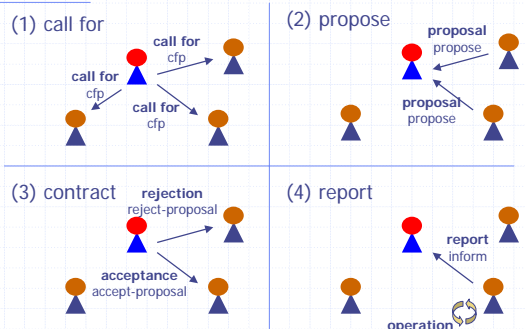 (1) call for
call for
cfp
call for
cfp
call for
cfp
(2) propose
proposal
propose
proposal
propose
(3) contract
rejection
reject-proposal
acceptance
accept-proposal
(4) report
report
inform
operation